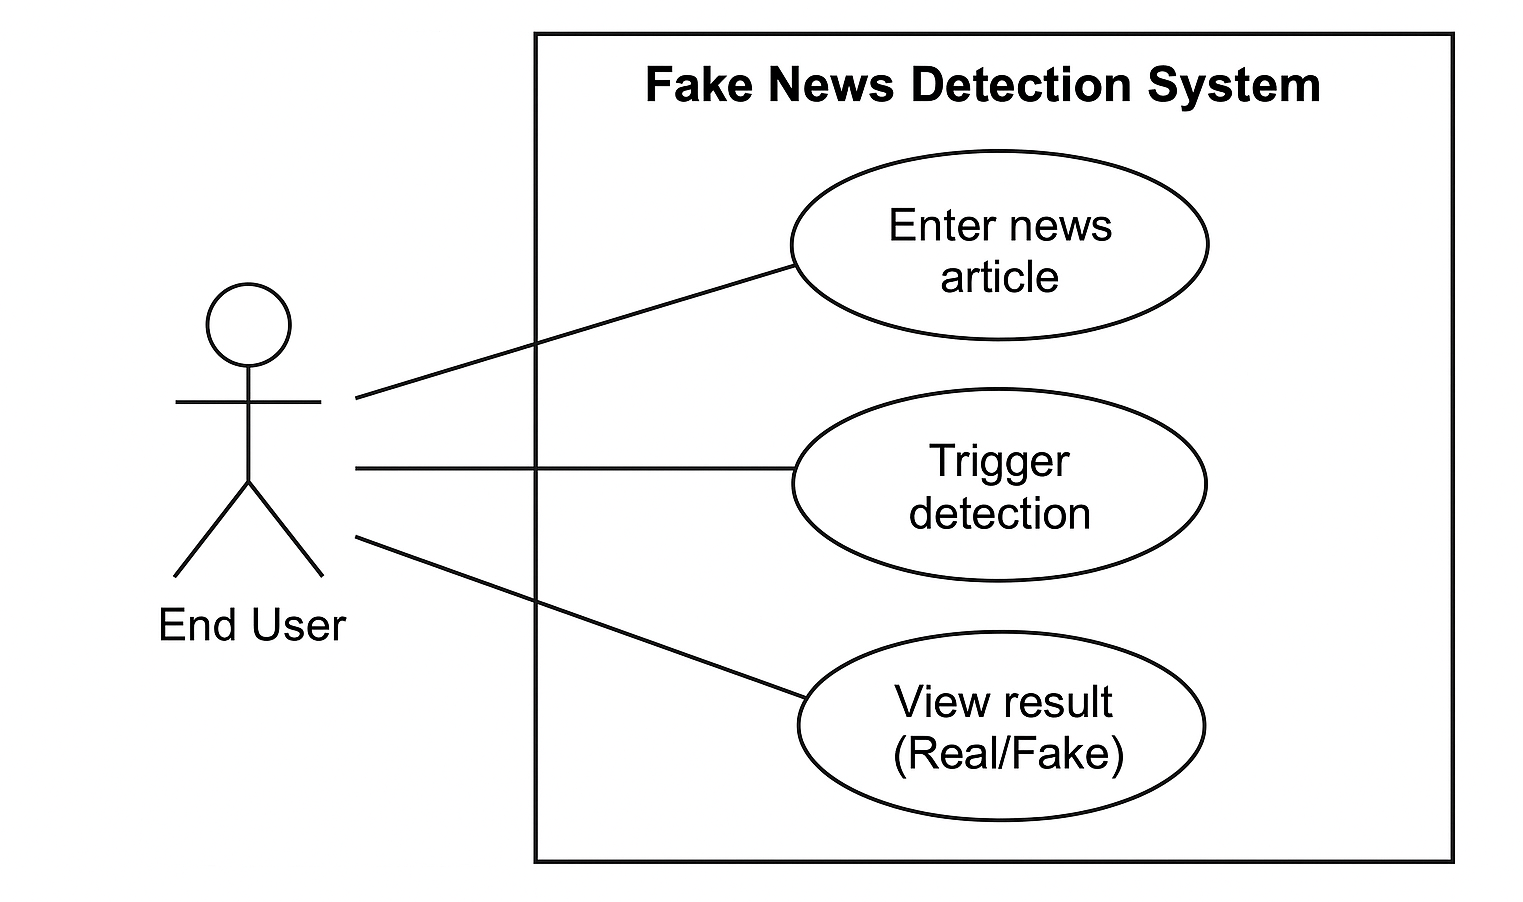 Fake News Detection System
Enter news
article
Trigger
detection
End User
View result
(Real/Fake)